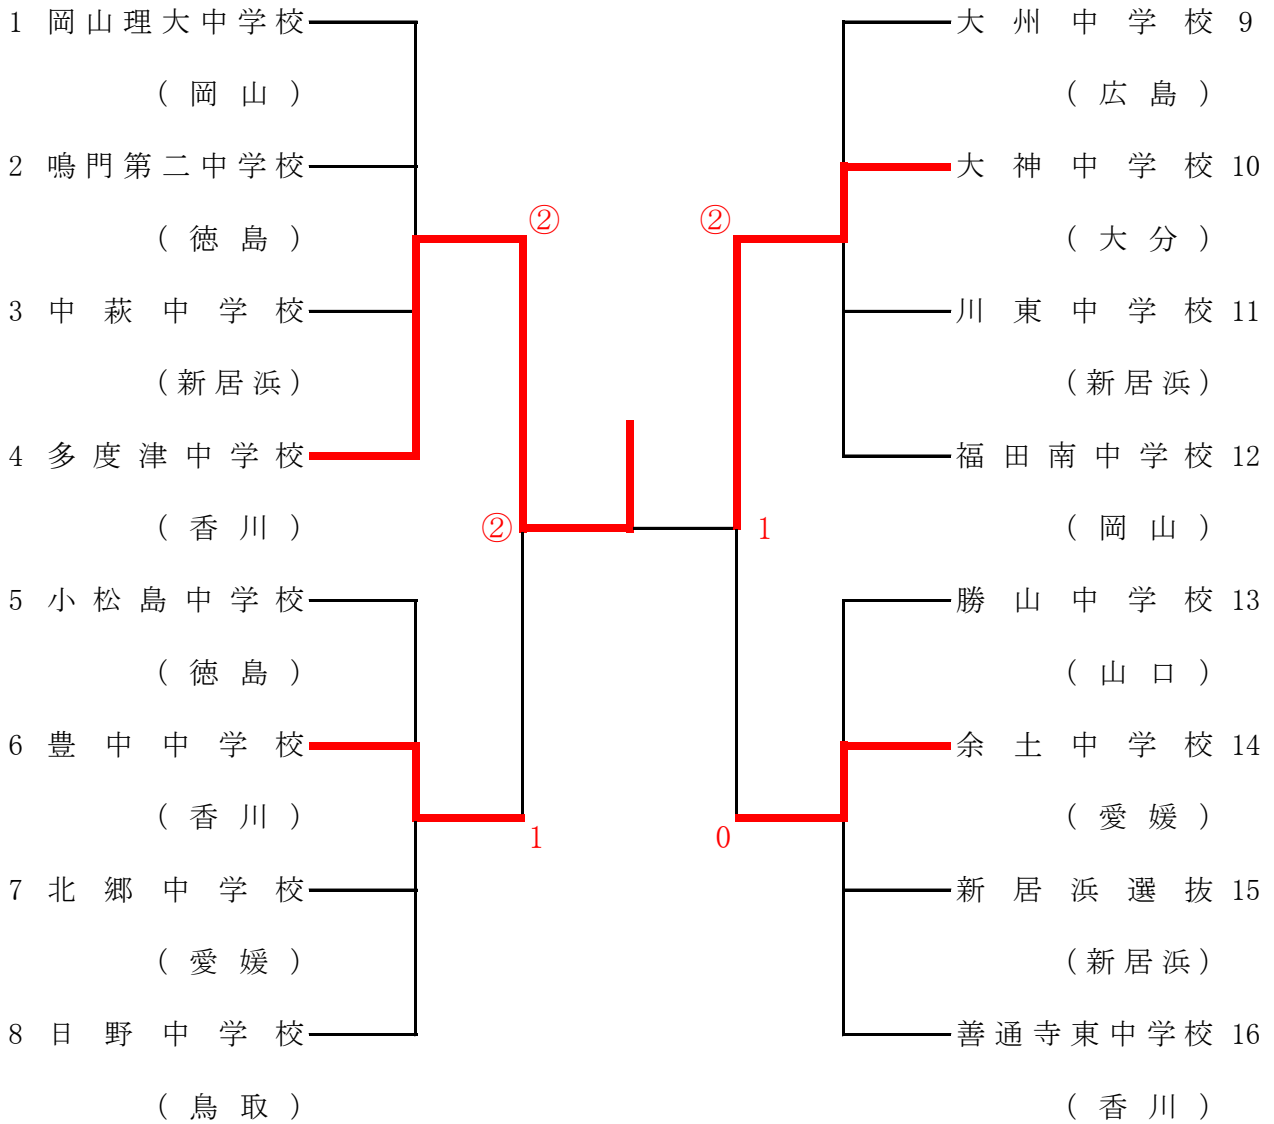 1 岡山理大中学校
(岡山)
2 鳴門第二中学校
(徳島)
3 中萩中学校
(新居浜)
4 多度津中学校
(香川)
5 小松島中学校
(徳島)
6 豊中中学校
(香川)
7 北郷中学校
(愛媛)
8 日野中学校
(鳥取)
②
②
1
②
1
0
大州中学校 9
(広島)
大神中学校 10
(大分)
川東中学校 11
(新居浜)
福田南中学校 12
(岡山)
勝山中学校 13
(山口)
余土中学校 14
(愛媛)
新居浜選抜 15
(新居浜)
善通寺東中学校 16
(香川)